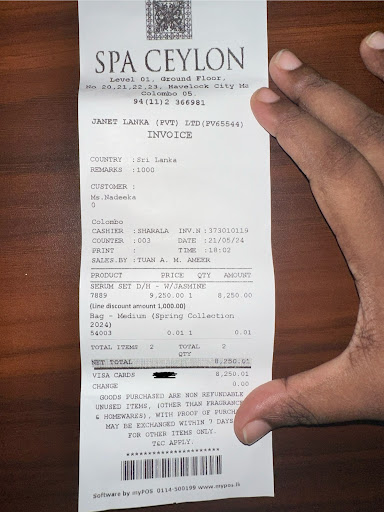 SPA CEYLON
Level 01, Ground Floor,
No 20,21,22,23, Havelock City Ma
Colombo 05.
94(11)2 366981
JANET LANKA (PVT) LTD(PV65544)
INVOICE
COUNTRY :Sri Lanka
REMARKS :1000
CUSTOMER :
Ms.Nadeeka
0
Colombo
CASHIER :SHARALA INV.N :373010119
COUNTER :003 DATE :21/05/24
PRINT : TIME :18:02
SALES.BY :TUAN A. M. AMEER
PRODUCT PRICE QTY AMOUNT
SERUM SET D/H - W/JASMINE
7889 9,250.00 1 8,250.00
(Line discount amount 1,000.00)
Bag - Medium (Spring Collection
2024)
54003 0.01 1 0.01
TOTAL ITEMS 2 TOTAL 2
QTY
NET TOTAL 8,250.01
VISA CARDS 8,250.01
CHANGE 0.00
GOODS PURCHASED ARE NON REFUNDABLE
UNUSED ITEMS, (OTHER THAN FRAGRANC
& HOMEWARES), WITH PROOF OF PURCH
MAY BE EXCHANGED WITHIN 7 DAYS
FOR OTHER ITEMS ONLY.
T&C APPLY.
**********************
Software by myPOS 0114-500199 www.mypos.lk